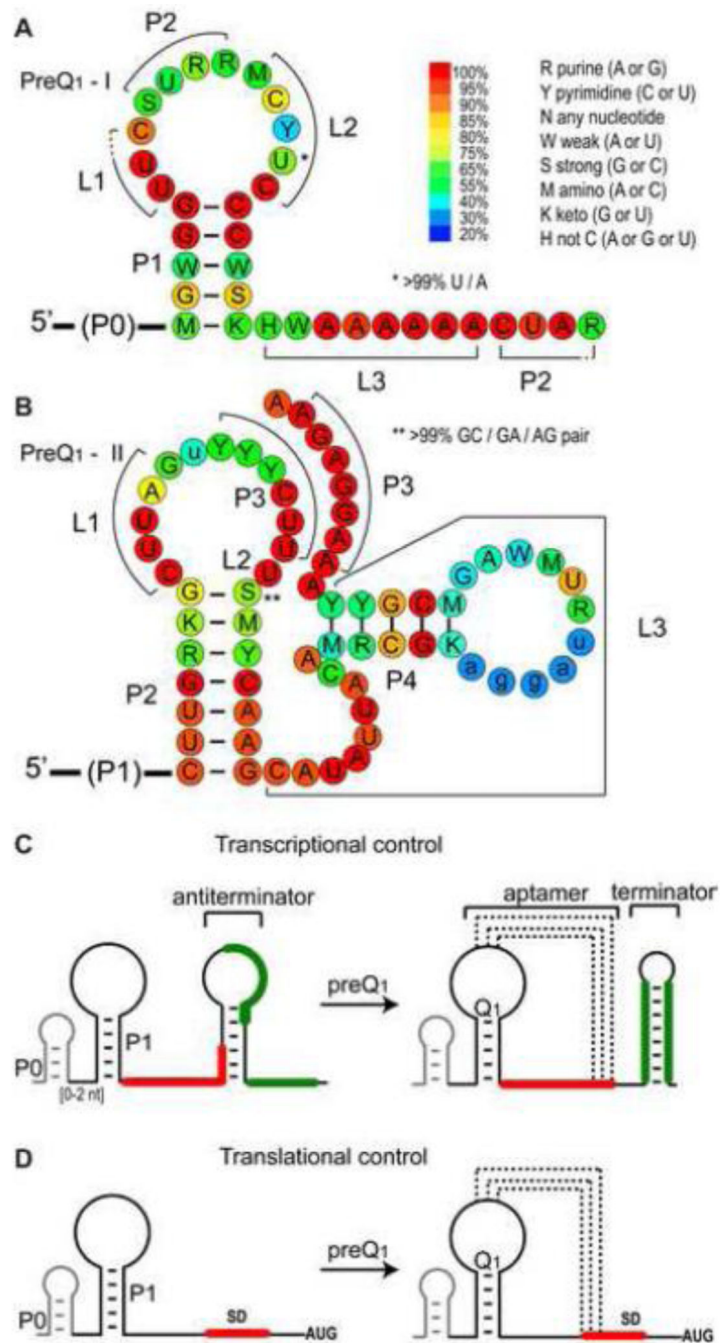 A
P2
PreQ1 - I
L1
L2
P1
M G W G G U U C S U R R M C Y U * C C C W S K H W A A A A A A C U A R
5' (P0)
L3
P2
100%
95%
90%
85%
80%
75%
65%
55%
40%
30%
20%
R purine (A or G)
Y pyrimidine (C or U)
N any nucleotide
W weak (A or U)
S strong (G or C)
M amino (A or C)
K keto (G or U)
H not C (A or G or U)
* >99% U / A
B
PreQ1 - II
** >99% GC / GA / AG pair
L1
P3
P3
L2
**
L3
P4
P2
C U U G R K G C U U A G u Y Y Y C U U U S M Y C A A G C A U A U U A C A
M R C G K a g g a u R U M W A G M C G Y Y
A A A G G A G A A
5' (P1)
C
Transcriptional control
antiterminator
aptamer
terminator
preQ1
Q1
P1
P0
[0-2 nt]
D
Translational control
preQ1
Q1
P1
P0
SD
AUG
SD
AUG